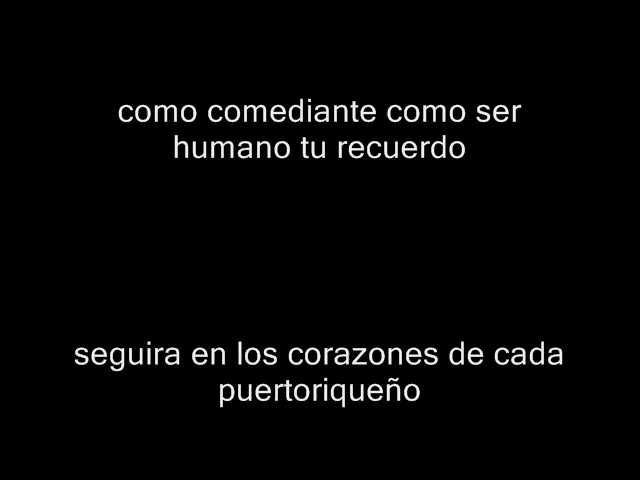 como comediante como ser
humano tu recuerdo
seguira en los corazones de cada
puertoriqueño